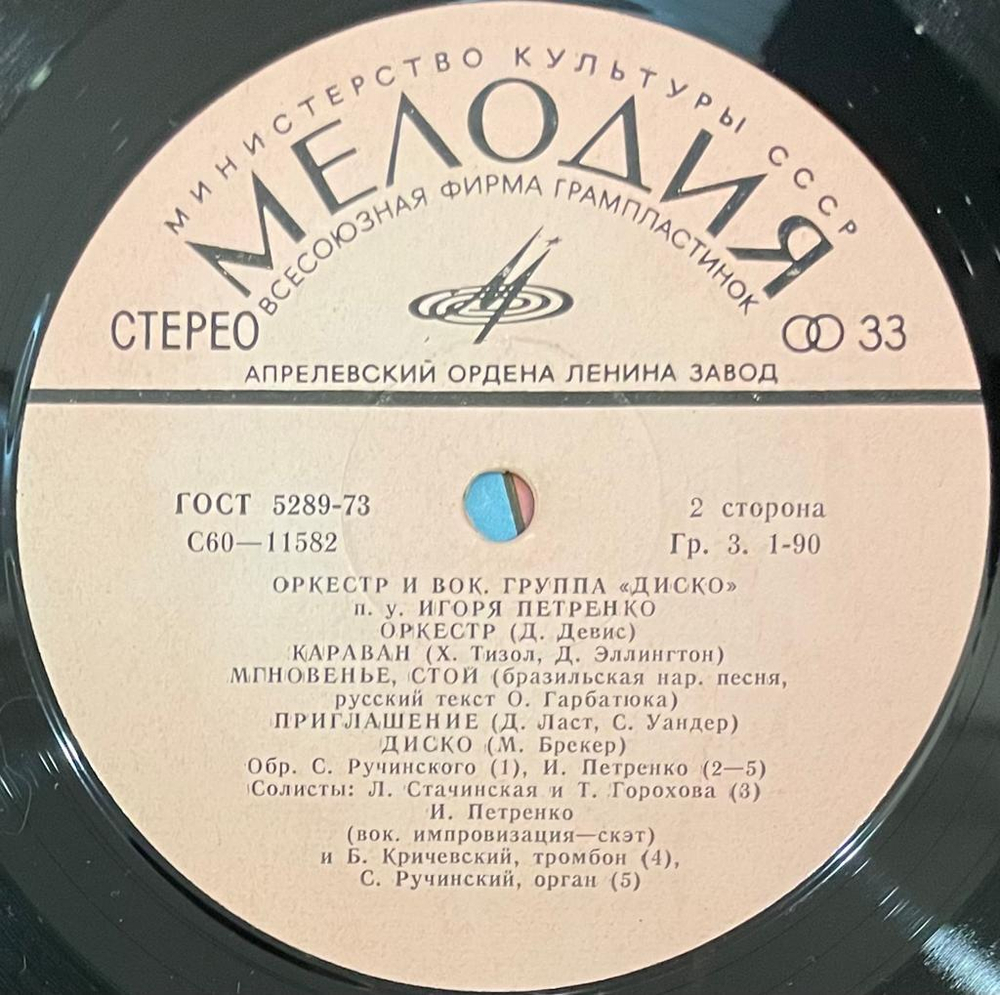 МИНИСТЕРСТВО КУЛЬТУРЫ СССР
МЕЛОДИЯ
ВСЕСОЮЗНАЯ ФИРМА ГРАМПЛАСТИНОК
СТЕРЕО
33
АПРЕЛЕВСКИЙ ОРДЕНА ЛЕНИНА ЗАВОД
ГОСТ 5289-73
2 сторона
С60—11582
Гр. 3. 1-90
ОРКЕСТР И ВОК. ГРУППА «ДИСКО»
п. у. ИГОРЯ ПЕТРЕНКО
ОРКЕСТР (Д. Девис)
КАРАВАН (Х. Тизол, Д. Эллингтон)
МГНОВЕНЬЕ, СТОЙ (бразильская нар. песня,
русский текст О. Гарбатюка)
ПРИГЛАШЕНИЕ (Д. Ласт, С. Уандер)
ДИСКО (М. Брекер)
Обр. С. Ручинского (1), И. Петренко (2—5)
Солисты: Л. Стачинская и Т. Горохова (3)
И. Петренко
(вок. импровизация—скэт)
и Б. Кричевский, тромбон (4),
С. Ручинский, орган (5)